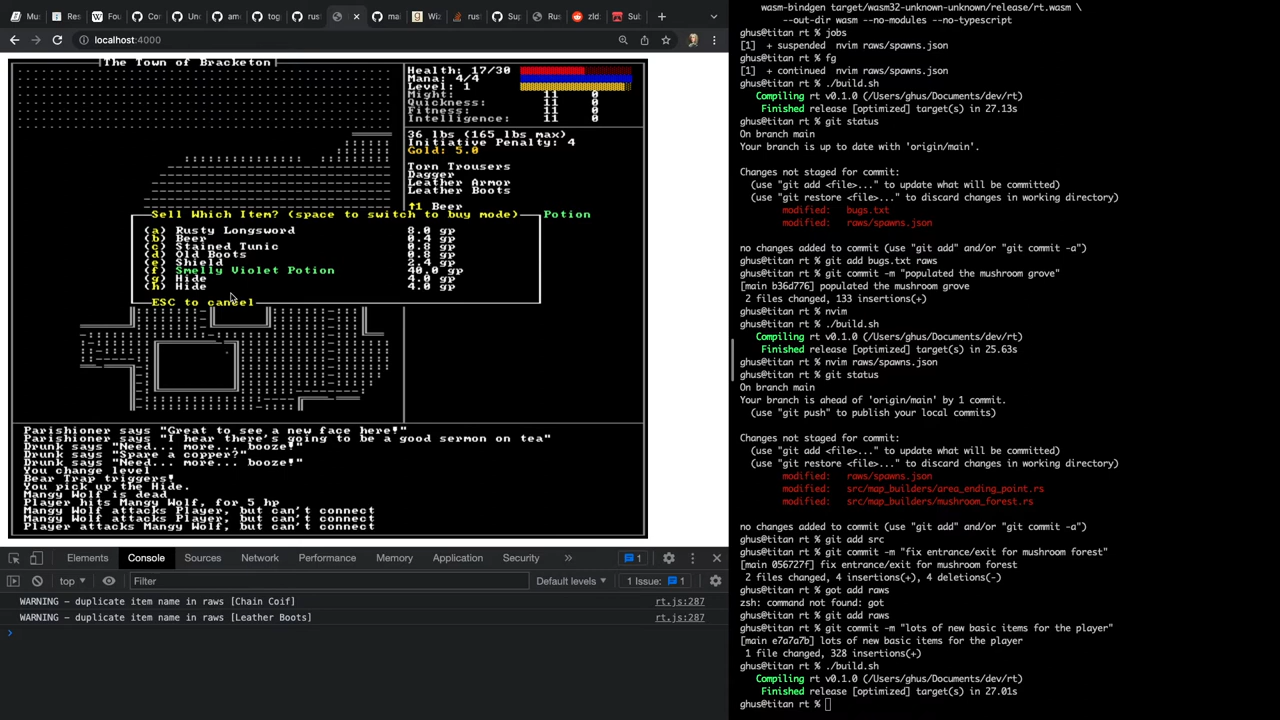 Mus
Res
Fou
Cor
Un
am
tog
rus
mai
Wiz
rust
Sup
Rus
zld:
Sul
localhost:4000
The Town of Bracketon
Health: 17/30
Mana: 4/4
Level: 1
Might: 11 0
Quickness: 11 0
Fitness: 11 0
Intelligence: 11 0
36 lbs (165 lbs max)
Initiative Penalty: 4
Gold: 5.0
Torn Trousers
Dagger
Leather Armor
Leather Boots
↑1 Beer
Potion
Sell Which Item? (space to switch to buy mode)
(a) Rusty Longsword 8.0 gp
(b) Beer 0.4 gp
(c) Stained Tunic 0.8 gp
(d) Old Boots 0.8 gp
(e) Shield 2.4 gp
(f) Smelly Violet Potion 40.0 gp
(g) Hide 4.0 gp
(h) Hide 4.0 gp
ESC to cancel
Parishioner says "Great to see a new face here!"
Parishioner says "I hear there's going to be a good sermon on tea"
Drunk says "Need... more... booze!"
Drunk says "Spare a copper?"
Drunk says "Need... more... booze!"
You change level
Bear Trap triggers!
You pick up the Hide.
Mangy Wolf is dead
Player hits Mangy Wolf, for 5 hp
Mangy Wolf attacks Player, but can't connect
Mangy Wolf attacks Player, but can't connect
Player attacks Mangy Wolf, but can't connect
Elements Console Sources Network Performance Memory Application Security » 1
top Filter Default levels 1 Issue: 1
WARNING – duplicate item name in raws [Chain Coif] rt.js:287
WARNING – duplicate item name in raws [Leather Boots] rt.js:287
wasm-bindgen target/wasm32-unknown-unknown/release/rt.wasm \
--out-dir wasm --no-modules --no-typescript
ghus@titan rt % jobs
[1] + suspended nvim raws/spawns.json
ghus@titan rt % fg
[1] + continued nvim raws/spawns.json
ghus@titan rt % ./build.sh
Compiling rt v0.1.0 (/Users/ghus/Documents/dev/rt)
Finished release [optimized] target(s) in 27.13s
ghus@titan rt % git status
On branch main
Your branch is up to date with 'origin/main'.
Changes not staged for commit:
(use "git add <file>..." to update what will be committed)
(use "git restore <file>..." to discard changes in working directory)
modified: bugs.txt
modified: raws/spawns.json
no changes added to commit (use "git add" and/or "git commit -a")
ghus@titan rt % git add bugs.txt raws
ghus@titan rt % git commit -m "populated the mushroom grove"
[main b36d776] populated the mushroom grove
2 files changed, 133 insertions(+)
ghus@titan rt % nvim
ghus@titan rt % ./build.sh
Compiling rt v0.1.0 (/Users/ghus/Documents/dev/rt)
Finished release [optimized] target(s) in 25.63s
ghus@titan rt % nvim raws/spawns.json
ghus@titan rt % git status
On branch main
Your branch is ahead of 'origin/main' by 1 commit.
(use "git push" to publish your local commits)
Changes not staged for commit:
(use "git add <file>..." to update what will be committed)
(use "git restore <file>..." to discard changes in working directory)
modified: raws/spawns.json
modified: src/map_builders/area_ending_point.rs
modified: src/map_builders/mushroom_forest.rs
no changes added to commit (use "git add" and/or "git commit -a")
ghus@titan rt % git add src
ghus@titan rt % git commit -m "fix entrance/exit for mushroom forest"
[main 056727f] fix entrance/exit for mushroom forest
2 files changed, 4 insertions(+), 4 deletions(-)
ghus@titan rt % got add raws
zsh: command not found: got
ghus@titan rt % git add raws
ghus@titan rt % git commit -m "lots of new basic items for the player"
[main e7a7a7b] lots of new basic items for the player
1 file changed, 328 insertions(+)
ghus@titan rt % ./build.sh
Compiling rt v0.1.0 (/Users/ghus/Documents/dev/rt)
Finished release [optimized] target(s) in 27.01s
ghus@titan rt %